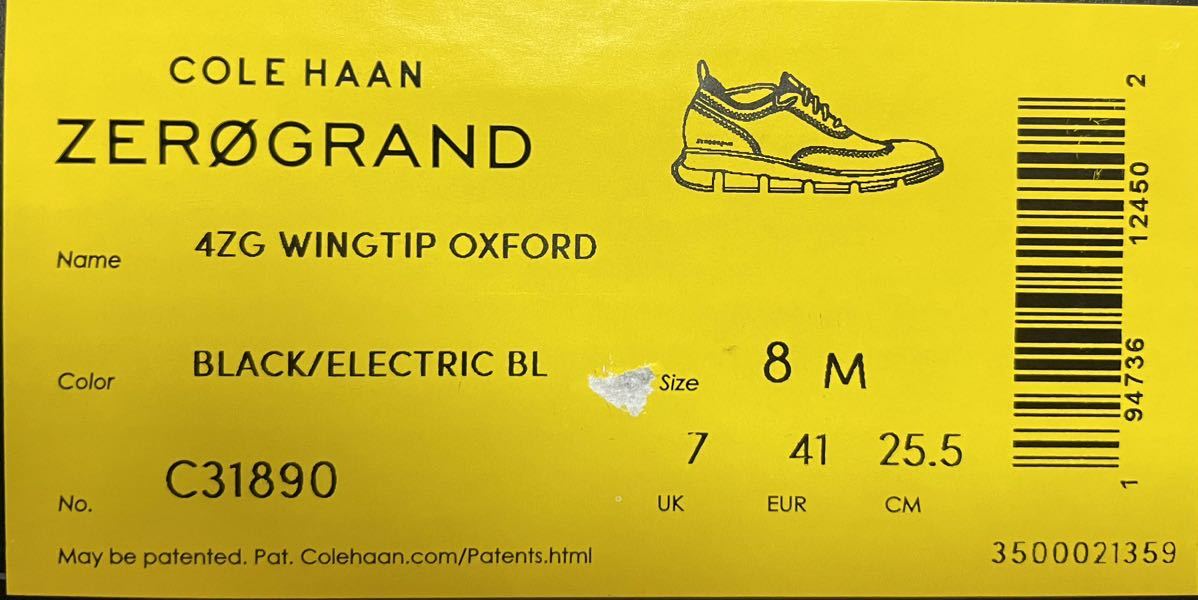 COLE HAAN
ZERØGRAND
Name 4ZG WINGTIP OXFORD
Color BLACK/ELECTRIC BL
Size 8 M
7 41 25.5
UK EUR CM
No. C31890
May be patented. Pat. Colehaan.com/Patents.html
1 94736 12450 2
3500021359